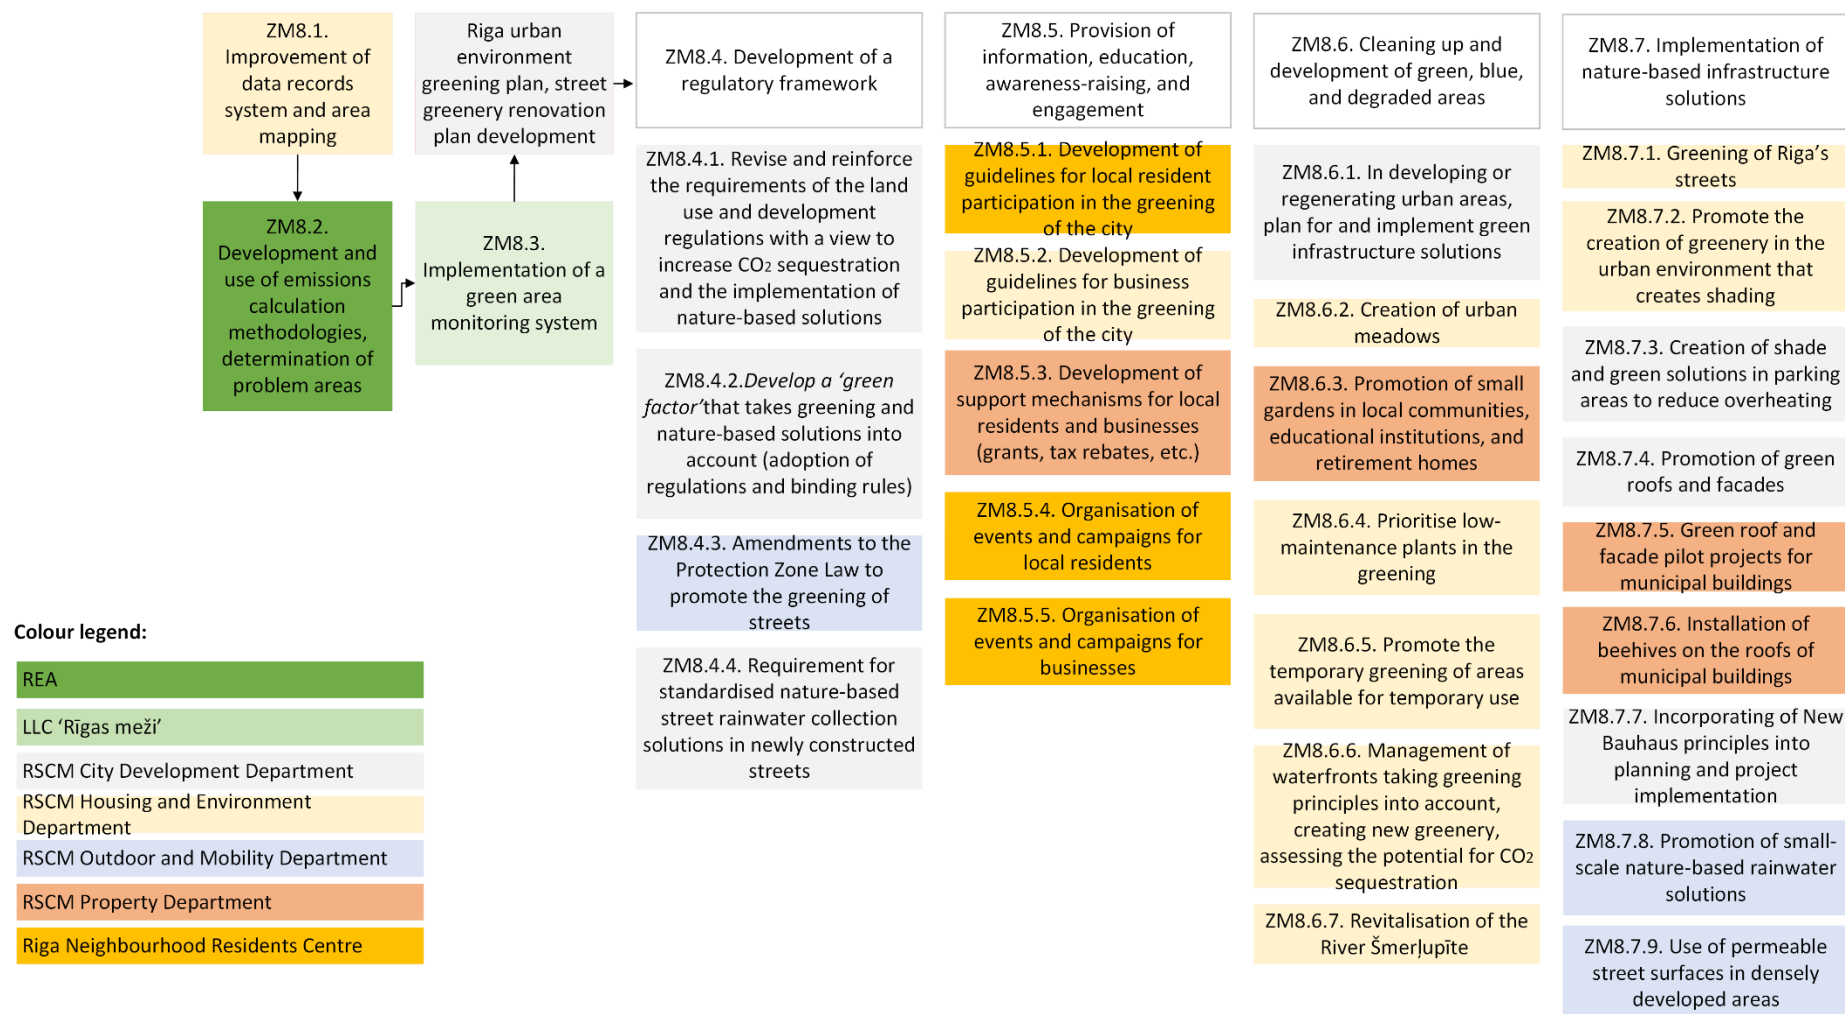 ZM8.1.
Improvement of
data records
system and area
mapping
Riga urban
environment
greening plan, street
greenery renovation
plan development
ZM8.2.
Development and
use of emissions
calculation
methodologies,
determination of
problem areas
ZM8.3.
Implementation of a
green area
monitoring system
ZM8.4. Development of a
regulatory framework
ZM8.4.1. Revise and reinforce
the requirements of the land
use and development
regulations with a view to
increase CO2 sequestration
and the implementation of
nature-based solutions
ZM8.4.2.Develop a ‘green
factor’that takes greening and
nature-based solutions into
account (adoption of
regulations and binding rules)
ZM8.4.3. Amendments to the
Protection Zone Law to
promote the greening of
streets
ZM8.4.4. Requirement for
standardised nature-based
street rainwater collection
solutions in newly constructed
streets
ZM8.5. Provision of
information, education,
awareness-raising, and
engagement
ZM8.5.1. Development of
guidelines for local resident
participation in the greening
of the city
ZM8.5.2. Development of
guidelines for business
participation in the greening
of the city
ZM8.5.3. Development of
support mechanisms for local
residents and businesses
(grants, tax rebates, etc.)
ZM8.5.4. Organisation of
events and campaigns for
local residents
ZM8.5.5. Organisation of
events and campaigns for
businesses
ZM8.6. Cleaning up and
development of green, blue,
and degraded areas
ZM8.6.1. In developing or
regenerating urban areas,
plan for and implement green
infrastructure solutions
ZM8.6.2. Creation of urban
meadows
ZM8.6.3. Promotion of small
gardens in local communities,
educational institutions, and
retirement homes
ZM8.6.4. Prioritise low-
maintenance plants in the
greening
ZM8.6.5. Promote the
temporary greening of areas
available for temporary use
ZM8.6.6. Management of
waterfronts taking greening
principles into account,
creating new greenery,
assessing the potential for CO2
sequestration
ZM8.6.7. Revitalisation of the
River Šmerļupīte
ZM8.7. Implementation of
nature-based infrastructure
solutions
ZM8.7.1. Greening of Riga’s
streets
ZM8.7.2. Promote the
creation of greenery in the
urban environment that
creates shading
ZM8.7.3. Creation of shade
and green solutions in parking
areas to reduce overheating
ZM8.7.4. Promotion of green
roofs and facades
ZM8.7.5. Green roof and
facade pilot projects for
municipal buildings
ZM8.7.6. Installation of
beehives on the roofs of
municipal buildings
ZM8.7.7. Incorporating of New
Bauhaus principles into
planning and project
implementation
ZM8.7.8. Promotion of small-
scale nature-based rainwater
solutions
ZM8.7.9. Use of permeable
street surfaces in densely
developed areas
Colour legend:
REA
LLC ‘Rīgas meži’
RSCM City Development Department
RSCM Housing and Environment
Department
RSCM Outdoor and Mobility Department
RSCM Property Department
Riga Neighbourhood Residents Centre